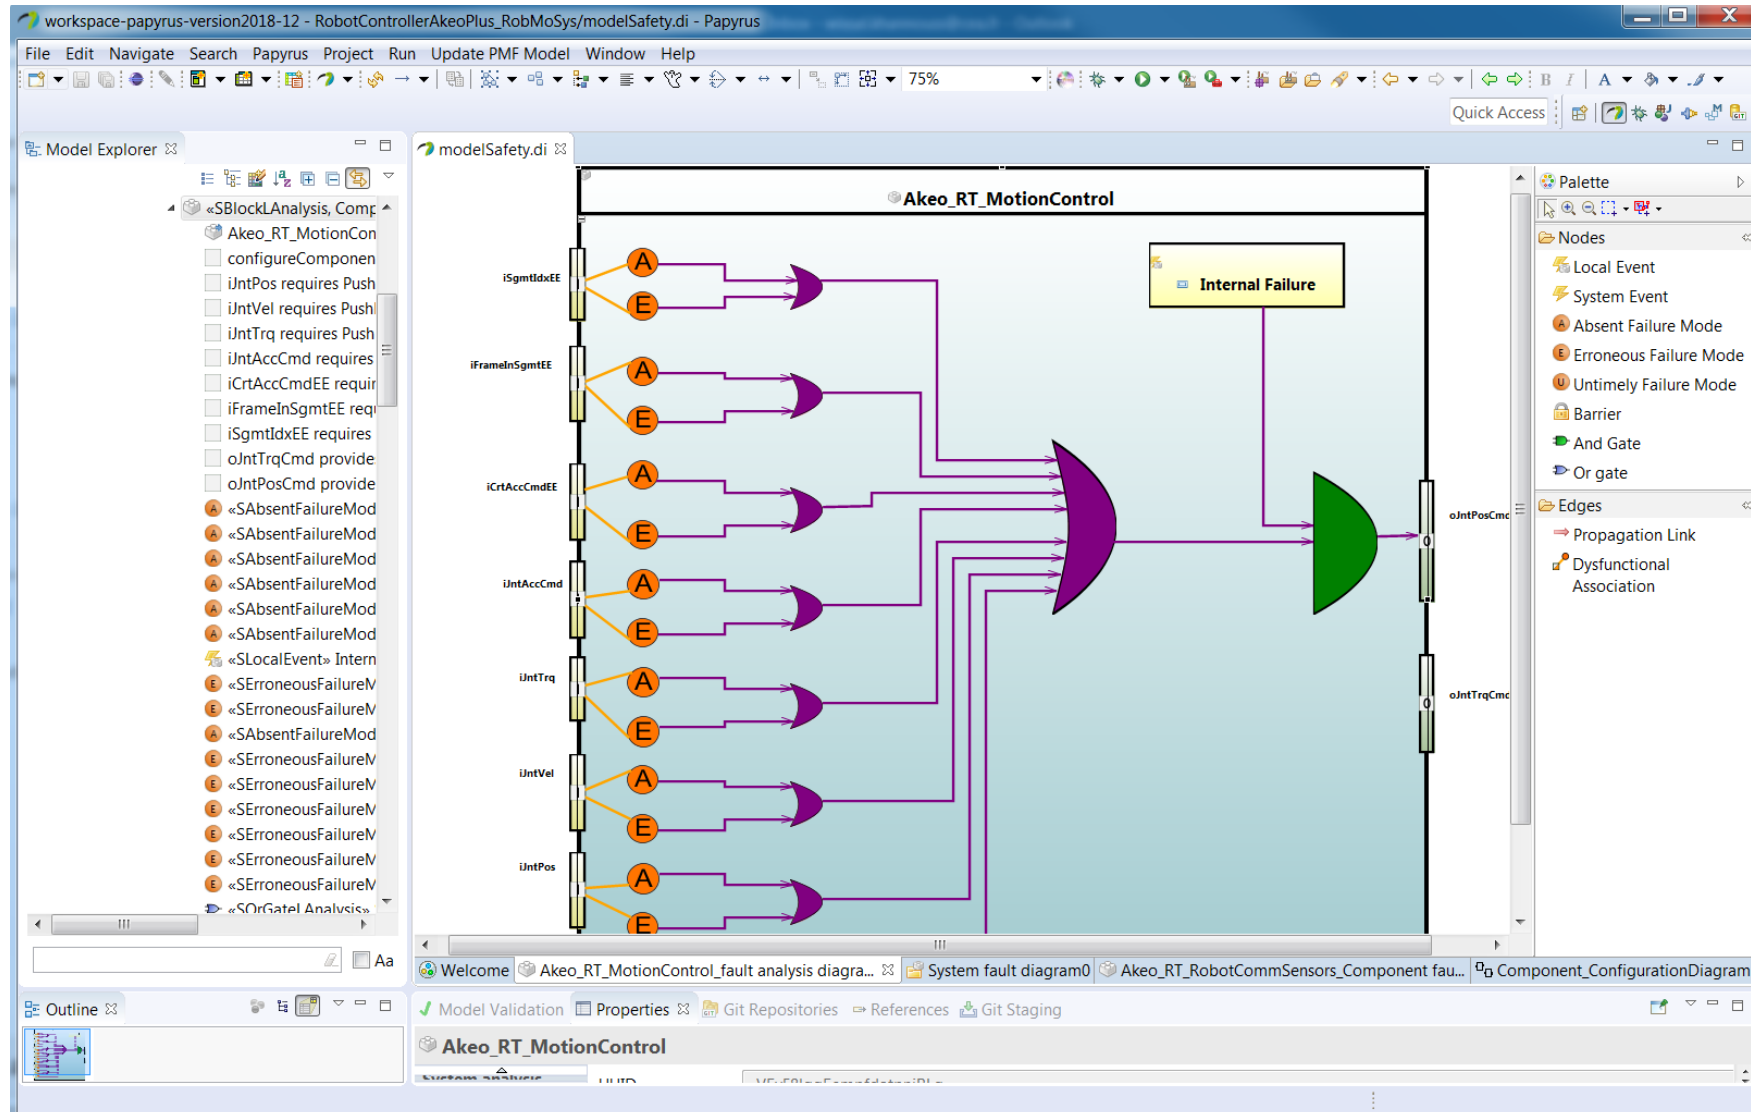 workspace-papyrus-version2018-12 - RobotControllerAkeoPlus_RobMoSys/modelSafety.di - Papyrus
File Edit Navigate Search Papyrus Project Run Update PMF Model Window Help
75%
B I A
Quick Access
Model Explorer
«SBlockLAnalysis, Comp
Akeo_RT_MotionCon
configureComponen
iJntPos requires Push
iJntVel requires Push
iJntTrq requires Push
iJntAccCmd requires
iCrtAccCmdEE requir
iFrameInSgmtEE requ
iSgmtIdxEE requires
oJntTrqCmd provide
oJntPosCmd provide
A «SAbsentFailureMod
A «SAbsentFailureMod
A «SAbsentFailureMod
A «SAbsentFailureMod
A «SAbsentFailureMod
A «SAbsentFailureMod
«SLocalEvent» Intern
E «SErroneousFailureM
E «SErroneousFailureM
A «SAbsentFailureMod
E «SErroneousFailureM
E «SErroneousFailureM
E «SErroneousFailureM
E «SErroneousFailureM
E «SErroneousFailureM
E «SErroneousFailureM
«SOrGateLAnalysis»
Aa
Outline
modelSafety.di
Akeo_RT_MotionControl
Internal Failure
iSgmtIdxEE
A
E
iFrameInSgmtEE
A
E
iCrtAccCmdEE
A
E
iJntAccCmd
A
E
iJntTrq
A
E
iJntVel
A
E
iJntPos
A
E
oJntPosCmd
oJntTrqCmd
Palette
Nodes
Local Event
System Event
A Absent Failure Mode
E Erroneous Failure Mode
U Untimely Failure Mode
Barrier
And Gate
Or gate
Edges
Propagation Link
Dysfunctional
Association
Welcome Akeo_RT_MotionControl_fault analysis diagra... System fault diagram0 Akeo_RT_RobotCommSensors_Component fau... Component_ConfigurationDiagram
Model Validation Properties Git Repositories References Git Staging
Akeo_RT_MotionControl
System analysis
UUID